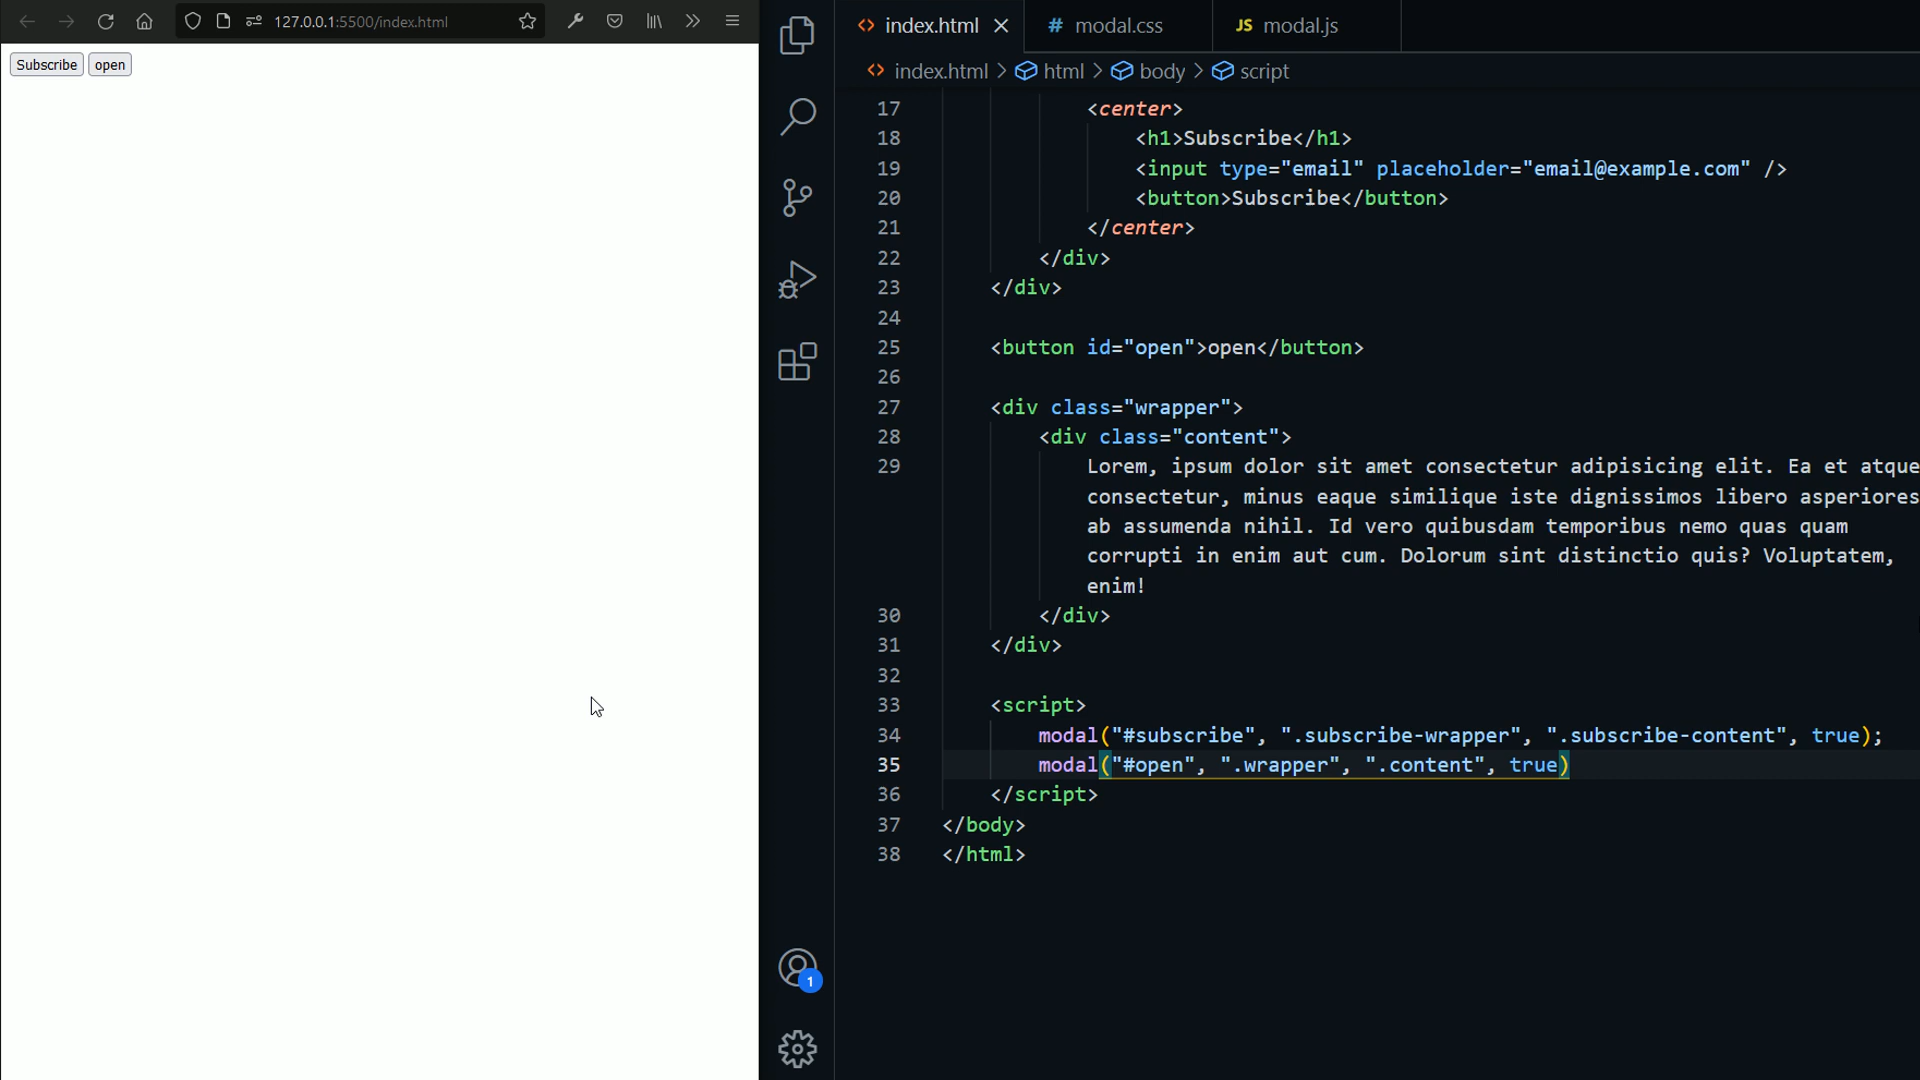 127.0.0.1:5500/index.html
Subscribe open
index.html modal.css JS modal.js
index.html > html > body > script
17 <center>
18 <h1>Subscribe</h1>
19 <input type="email" placeholder="email@example.com" />
20 <button>Subscribe</button>
21 </center>
22 </div>
23 </div>
24
25 <button id="open">open</button>
26
27 <div class="wrapper">
28 <div class="content">
29 Lorem, ipsum dolor sit amet consectetur adipisicing elit. Ea et atque
consectetur, minus eaque similique iste dignissimos libero asperiores
ab assumenda nihil. Id vero quibusdam temporibus nemo quas quam
corrupti in enim aut cum. Dolorum sint distinctio quis? Voluptatem,
enim!
30 </div>
31 </div>
32
33 <script>
34 modal("#subscribe", ".subscribe-wrapper", ".subscribe-content", true);
35 modal("#open", ".wrapper", ".content", true)
36 </script>
37 </body>
38 </html>
1